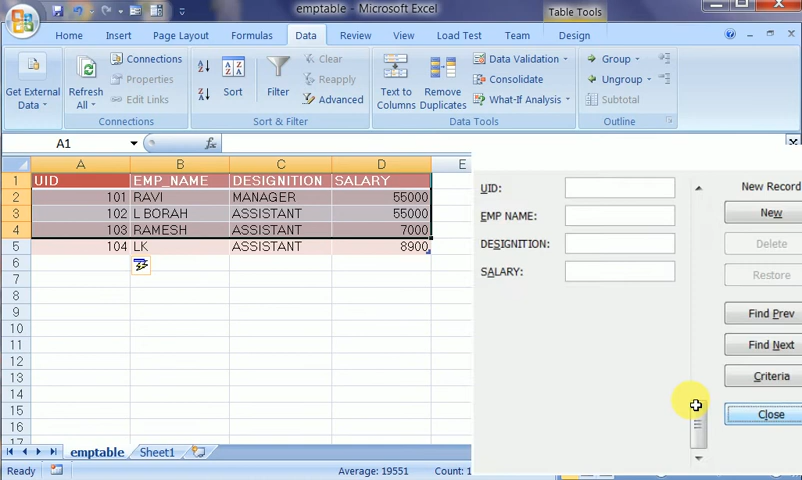 emptable - Microsoft Excel
Table Tools
Home Insert Page Layout Formulas Data Review View Load Test Team Design
Get External Data
Refresh All
Connections
Properties
Edit Links
Connections
Sort
Filter
Clear
Reapply
Advanced
Sort & Filter
Text to Columns
Remove Duplicates
Data Validation
Consolidate
What-If Analysis
Data Tools
Group
Ungroup
Subtotal
Outline
A1 fx
A B C D E
1 UID EMP_NAME DESIGNITION SALARY
2 101 RAVI MANAGER 55000
3 102 L BORAH ASSISTANT 55000
4 103 RAMESH ASSISTANT 7000
5 104 LK ASSISTANT 8900
6
7
8
9
10
11
12
13
14
15
16
17
UID:
EMP NAME:
DESIGNITION:
SALARY:
New Record
New
Delete
Restore
Find Prev
Find Next
Criteria
Close
emptable Sheet1
Ready Average: 19551 Count: 1